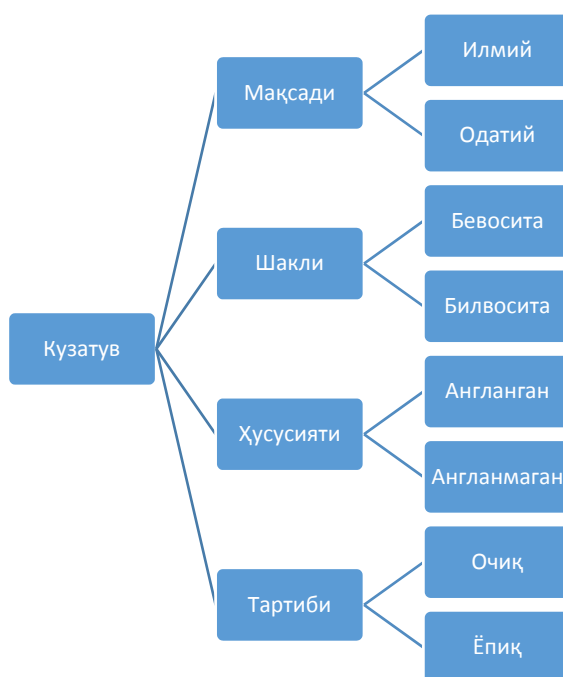 Кузатув
Мақсади
Илмий
Одатий
Шакли
Бевосита
Билвосита
Ҳусусияти
Англанган
Англанмаган
Тартиби
Очиқ
Ёпиқ